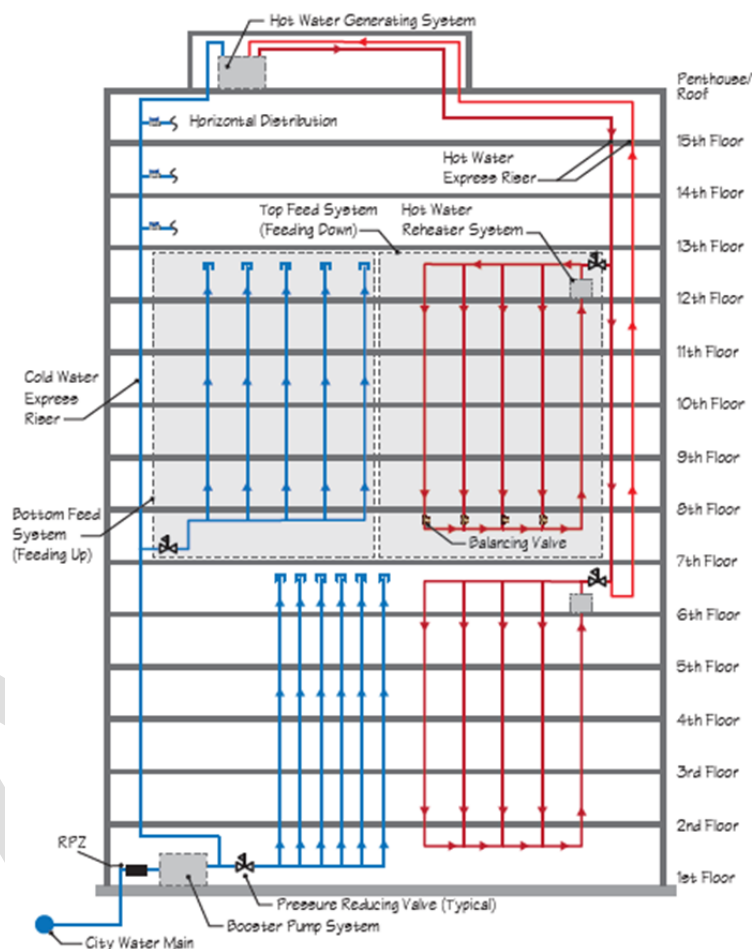 Hot Water Generating System
Penthouse/
Roof
Horizontal Distribution
15th Floor
Hot Water
Express Riser
14th Floor
Top Feed System
(Feeding Down)
Hot Water
Reheater System
13th Floor
12th Floor
11th Floor
Cold Water
Express
Riser
10th Floor
9th Floor
8th Floor
Bottom Feed
System
(Feeding Up)
Balancing Valve
7th Floor
6th Floor
5th Floor
4th Floor
3rd Floor
2nd Floor
RPZ
1st Floor
Pressure Reducing Valve (Typical)
Booster Pump System
City Water Main